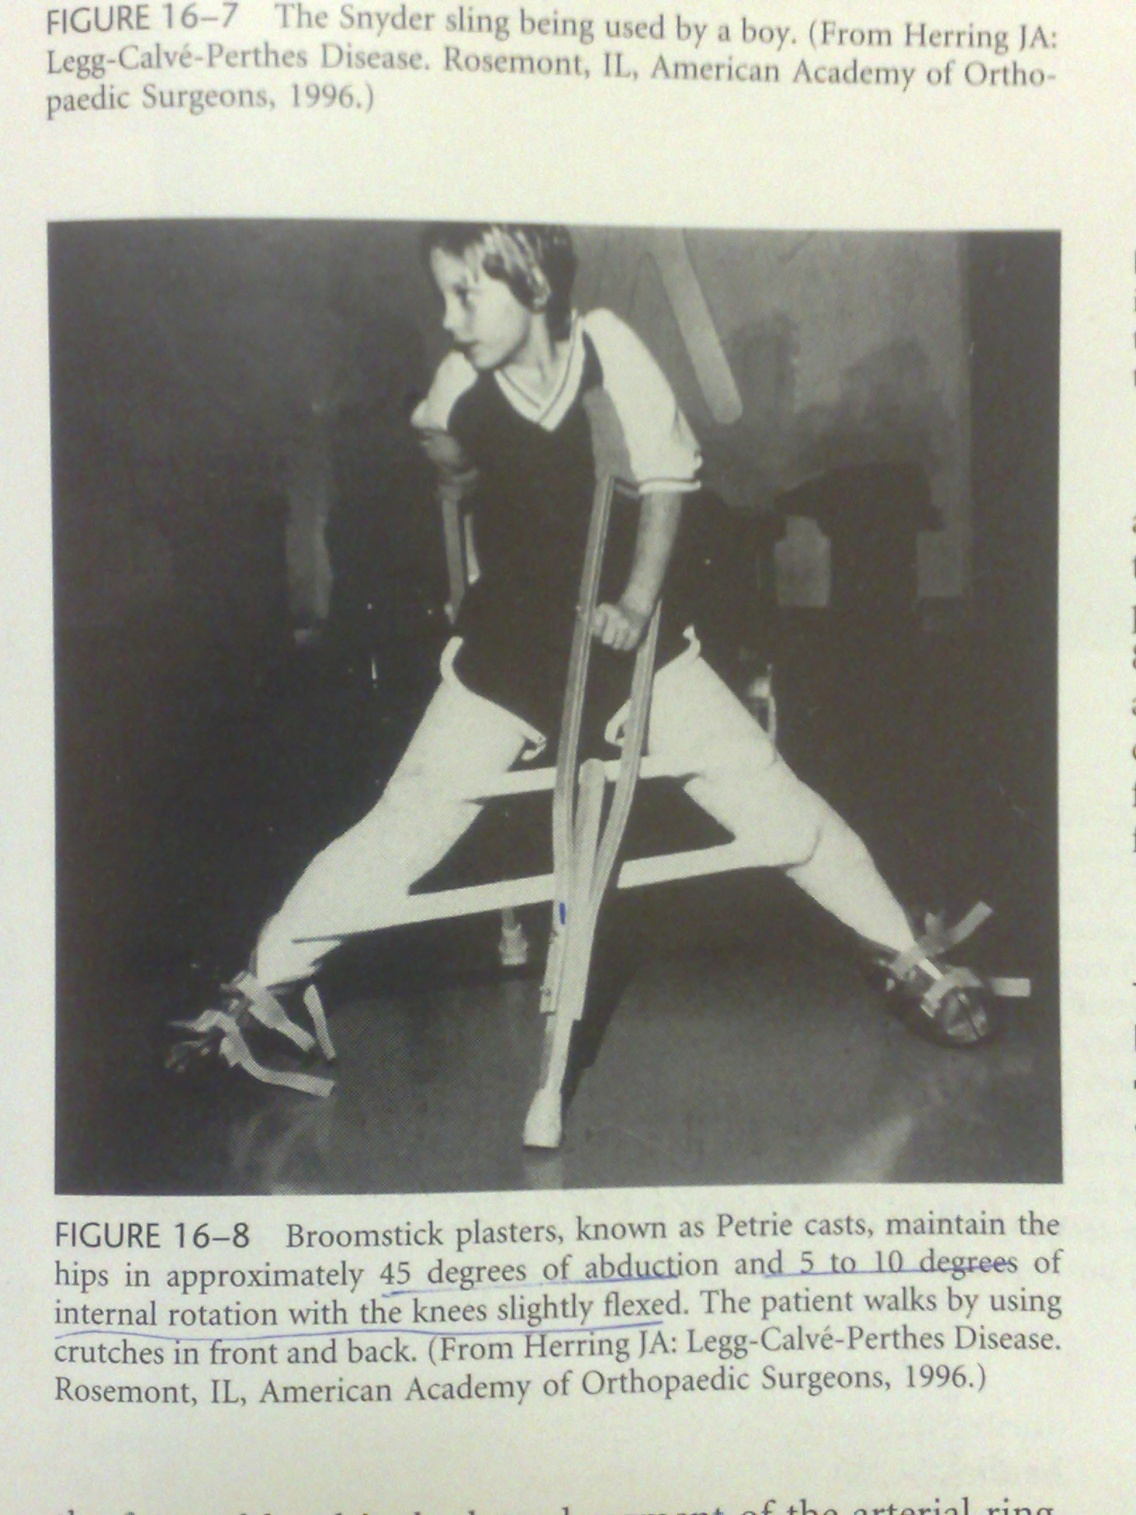 FIGURE 16–7 The Snyder sling being used by a boy. (From Herring JA:
Legg-Calvé-Perthes Disease. Rosemont, IL, American Academy of Ortho-
paedic Surgeons, 1996.)
FIGURE 16–8 Broomstick plasters, known as Petrie casts, maintain the
hips in approximately 45 degrees of abduction and 5 to 10 degrees of
internal rotation with the knees slightly flexed. The patient walks by using
crutches in front and back. (From Herring JA: Legg-Calvé-Perthes Disease.
Rosemont, IL, American Academy of Orthopaedic Surgeons, 1996.)
of the arterial ring